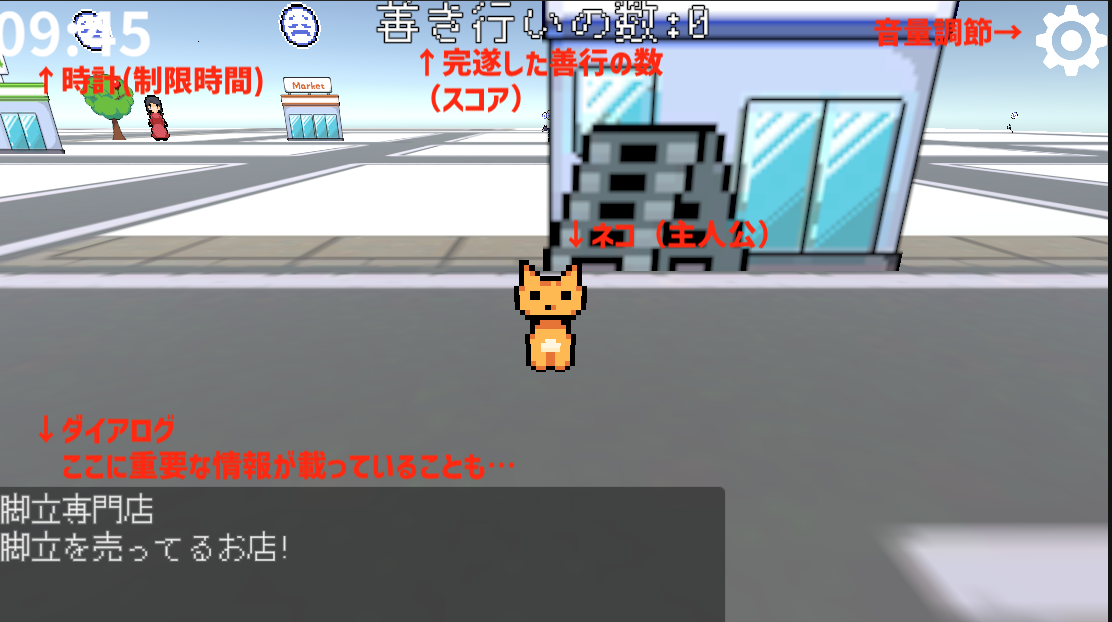 09:45
善き行いの数:0
音量調節→
↑時計(制限時間)
↑完遂した善行の数
(スコア)
Market
↓ネコ（主人公）
↓ダイアログ
ここに重要な情報が載っていることも…
脚立専門店
脚立を売ってるお店!